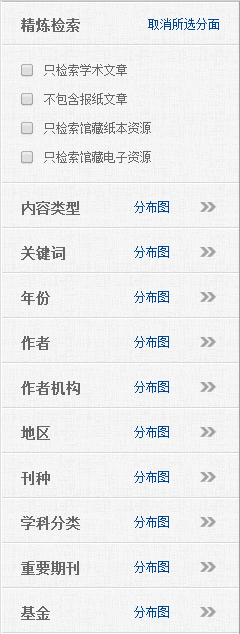 精炼检索 取消所选分面
只检索学术文章
不包含报纸文章
只检索馆藏纸本资源
只检索馆藏电子资源
内容类型 分布图
关键词 分布图
年份 分布图
作者 分布图
作者机构 分布图
地区 分布图
刊种 分布图
学科分类 分布图
重要期刊 分布图
基金 分布图